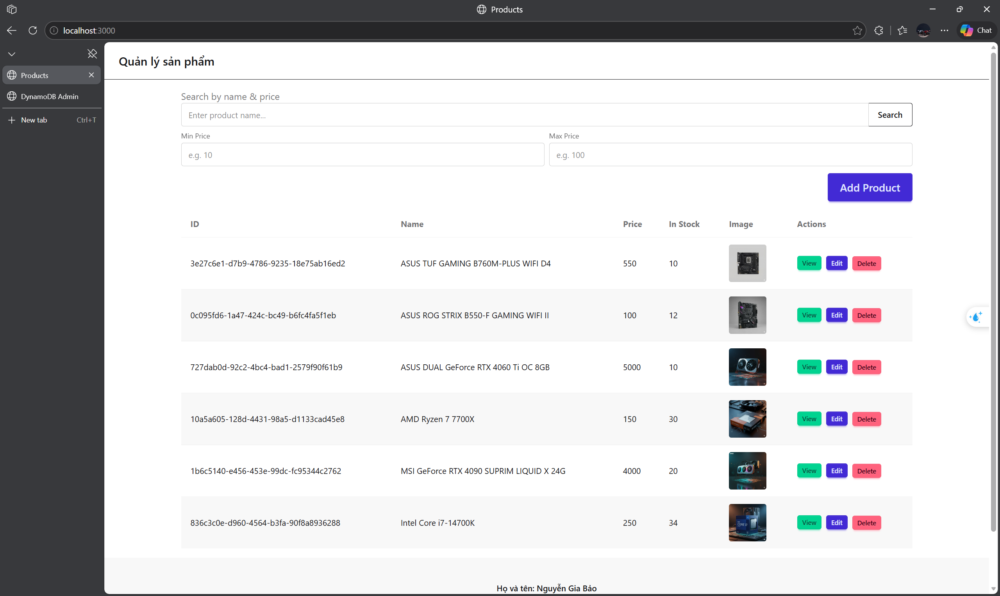 Products
localhost:3000
Chat
Products
DynamoDB Admin
New tab Ctrl+T
Quản lý sản phẩm
Search by name & price
Enter product name... Search
Min Price Max Price
e.g. 10 e.g. 100
Add Product
ID Name Price In Stock Image Actions
3e27c6e1-d7b9-4786-9235-18e75ab16ed2 ASUS TUF GAMING B760M-PLUS WIFI D4 550 10 View Edit Delete
0c095fd6-1a47-424c-bc49-b6fc4fa5f1eb ASUS ROG STRIX B550-F GAMING WIFI II 100 12 View Edit Delete
727dab0d-92c2-4bc4-bad1-2579f90f61b9 ASUS DUAL GeForce RTX 4060 Ti OC 8GB 5000 10 View Edit Delete
10a5a605-128d-4431-98a5-d1133cad45e8 AMD Ryzen 7 7700X 150 30 View Edit Delete
1b6c5140-e456-453e-99dc-fc95344c2762 MSI GeForce RTX 4090 SUPRIM LIQUID X 24G 4000 20 View Edit Delete
836c3c0e-d960-4564-b3fa-90f8a8936288 Intel Core i7-14700K 250 34 CORE i7 View Edit Delete
Họ và tên: Nguyễn Gia Bảo